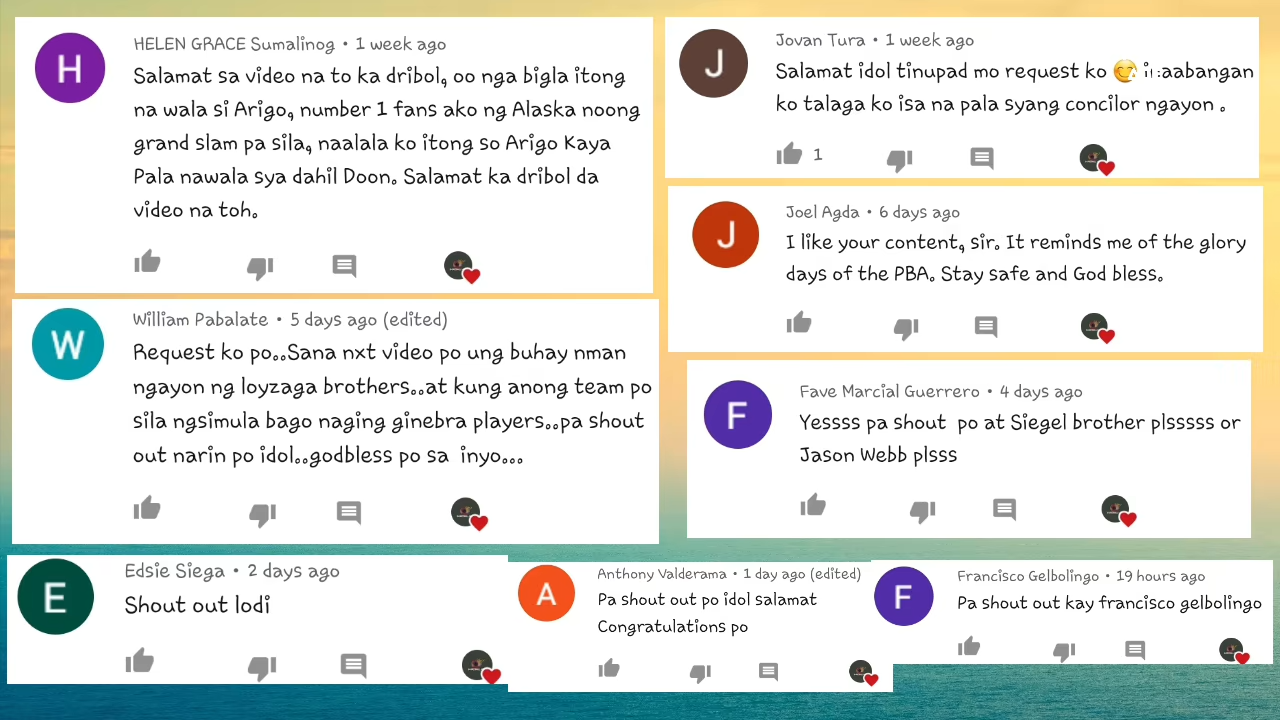 H
HELEN GRACE Sumalinog • 1 week ago
Salamat sa video na to ka dribol, oo nga bigla itong
na wala si Arigo, number 1 fans ako ng Alaska noong
grand slam pa sila, naalala ko itong so Arigo Kaya
Pala nawala sya dahil Doon. Salamat ka dribol da
video na toh.
J
Jovan Tura • 1 week ago
Salamat idol tinupad mo request ko 😋
ko talaga ko isa na pala syang concilor ngayon .
1
J
Joel Agda • 6 days ago
I like your content, sir. It reminds me of the glory
days of the PBA. Stay safe and God bless.
W
William Pabalate • 5 days ago (edited)
Request ko po..Sana nxt video po ung buhay nman
ngayon ng loyzaga brothers..at kung anong team po
sila ngsimula bago naging ginebra players..pa shout
out narin po idol..godbless po sa inyo...
F
Fave Marcial Guerrero • 4 days ago
Yessss pa shout po at Siegel brother plsssss or
Jason Webb plsss
E
Edsie Siega • 2 days ago
Shout out lodi
A
Anthony Valderama • 1 day ago (edited)
Pa shout out po idol salamat
Congratulations po
F
Francisco Gelbolingo • 19 hours ago
Pa shout out kay francisco gelbolingo